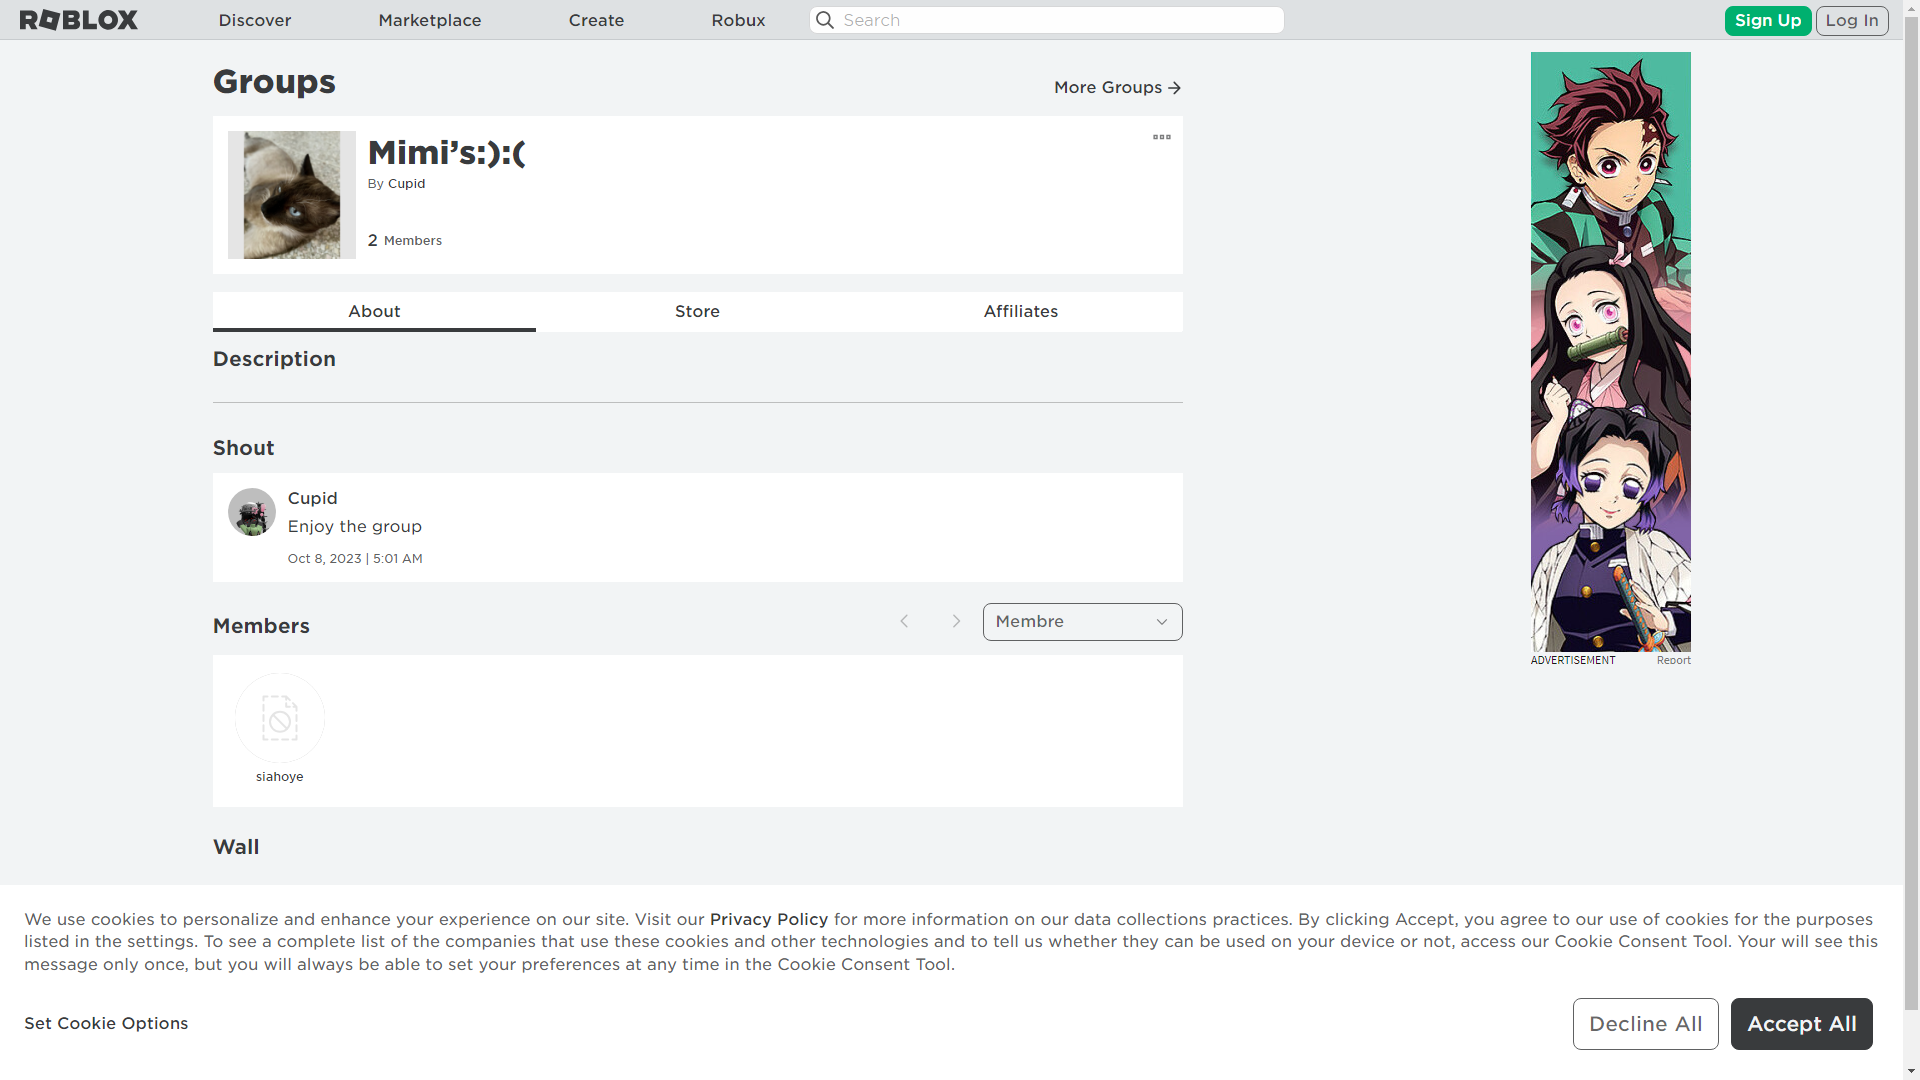 ROBLOX
Discover
Marketplace
Create
Robux
Search
Sign Up
Log In
Groups
More Groups
Mimi's:):(
By Cupid
2 Members
About
Store
Affiliates
Description
Shout
Cupid
Enjoy the group
Oct 8, 2023 | 5:01 AM
Members
Membre
siahoye
Wall
ADVERTISEMENT
Report
We use cookies to personalize and enhance your experience on our site. Visit our Privacy Policy for more information on our data collections practices. By clicking Accept, you agree to our use of cookies for the purposes
listed in the settings. To see a complete list of the companies that use these cookies and other technologies and to tell us whether they can be used on your device or not, access our Cookie Consent Tool. Your will see this
message only once, but you will always be able to set your preferences at any time in the Cookie Consent Tool.
Set Cookie Options
Decline All
Accept All